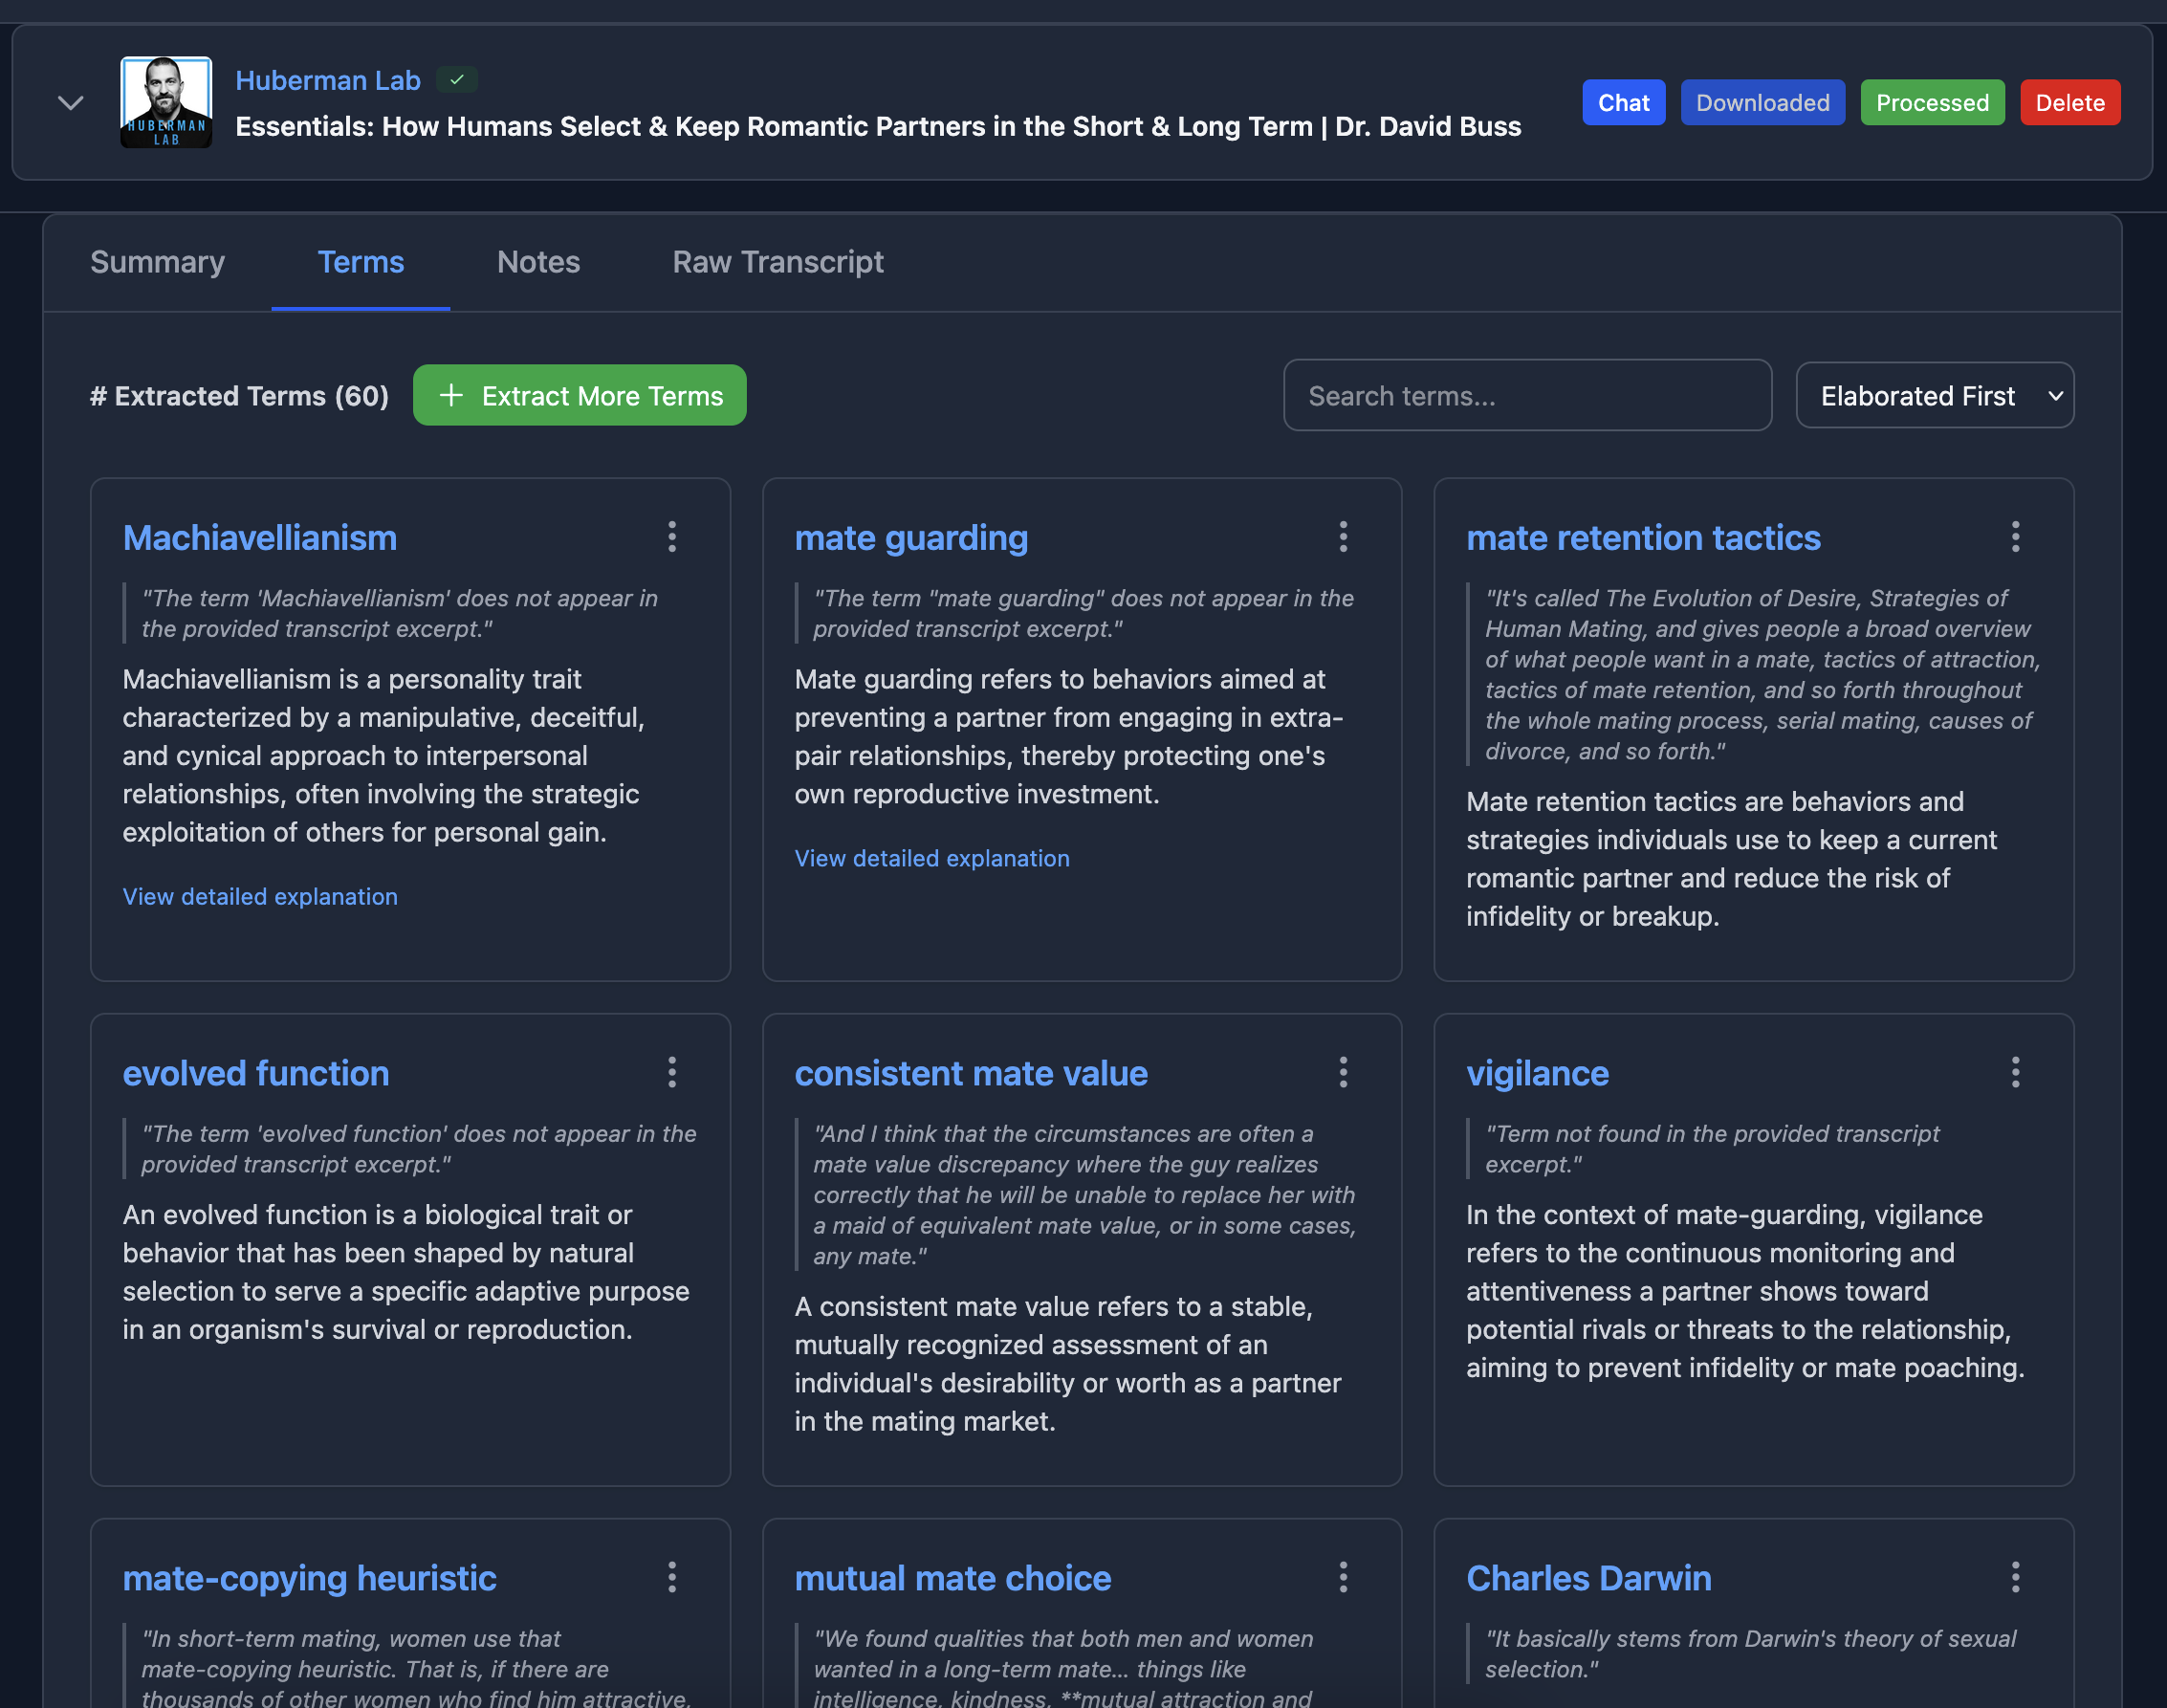 Huberman Lab
Essentials: How Humans Select & Keep Romantic Partners in the Short & Long Term | Dr. David Buss
HUBERMAN
LAB
Chat
Downloaded
Processed
Delete
Summary
Terms
Notes
Raw Transcript
# Extracted Terms (60)
+ Extract More Terms
Search terms...
Elaborated First
Machiavellianism
"The term 'Machiavellianism' does not appear in
the provided transcript excerpt."
Machiavellianism is a personality trait
characterized by a manipulative, deceitful,
and cynical approach to interpersonal
relationships, often involving the strategic
exploitation of others for personal gain.
View detailed explanation
mate guarding
"The term "mate guarding" does not appear in the
provided transcript excerpt."
Mate guarding refers to behaviors aimed at
preventing a partner from engaging in extra-
pair relationships, thereby protecting one's
own reproductive investment.
View detailed explanation
mate retention tactics
"It's called The Evolution of Desire, Strategies of
Human Mating, and gives people a broad overview
of what people want in a mate, tactics of attraction,
tactics of mate retention, and so forth throughout
the whole mating process, serial mating, causes of
divorce, and so forth."
Mate retention tactics are behaviors and
strategies individuals use to keep a current
romantic partner and reduce the risk of
infidelity or breakup.
evolved function
"The term 'evolved function' does not appear in the
provided transcript excerpt."
An evolved function is a biological trait or
behavior that has been shaped by natural
selection to serve a specific adaptive purpose
in an organism's survival or reproduction.
consistent mate value
"And I think that the circumstances are often a
mate value discrepancy where the guy realizes
correctly that he will be unable to replace her with
a maid of equivalent mate value, or in some cases,
any mate."
A consistent mate value refers to a stable,
mutually recognized assessment of an
individual's desirability or worth as a partner
in the mating market.
vigilance
"Term not found in the provided transcript
excerpt."
In the context of mate-guarding, vigilance
refers to the continuous monitoring and
attentiveness a partner shows toward
potential rivals or threats to the relationship,
aiming to prevent infidelity or mate poaching.
mate-copying heuristic
"In short-term mating, women use that
mate-copying heuristic. That is, if there are
thousands of other women who find him attractive,
mutual mate choice
"We found qualities that both men and women
wanted in a long-term mate... things like
intelligence, kindness, **mutual attraction and
Charles Darwin
"It basically stems from Darwin's theory of sexual
selection."